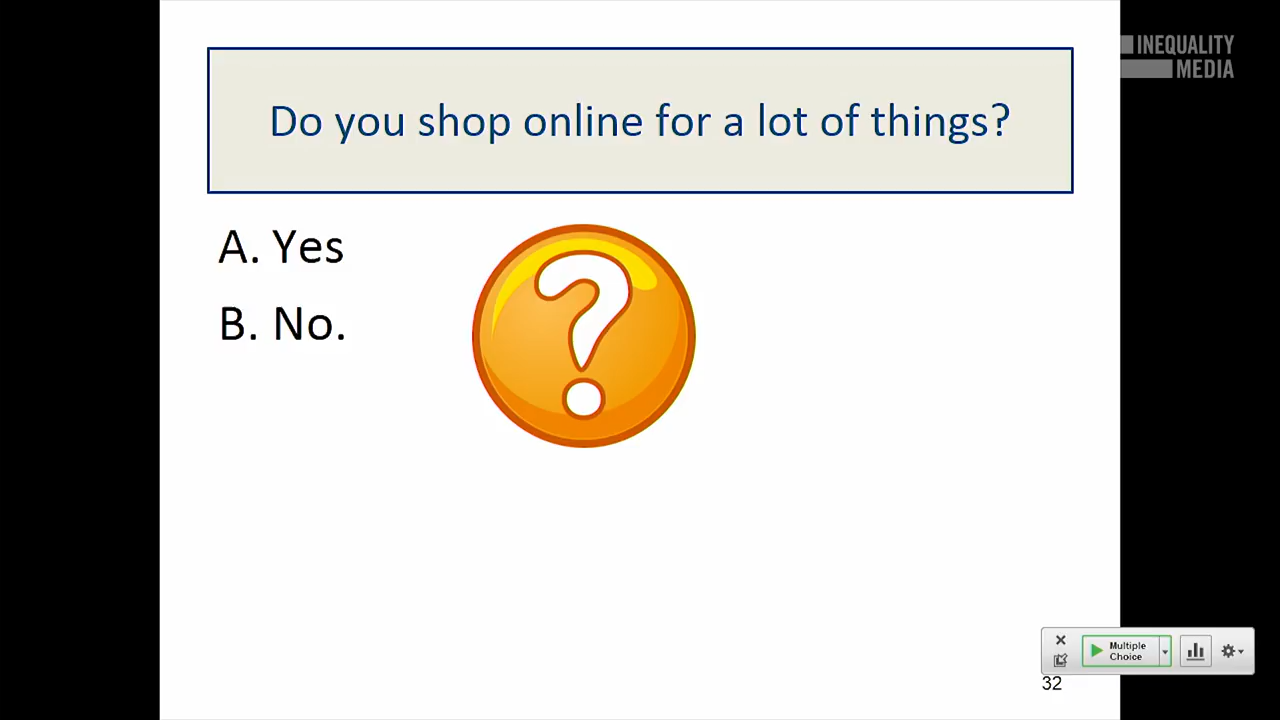 INEQUALITY
MEDIA
Do you shop online for a lot of things?
A. Yes
B. No.
?
Multiple
Choice
32